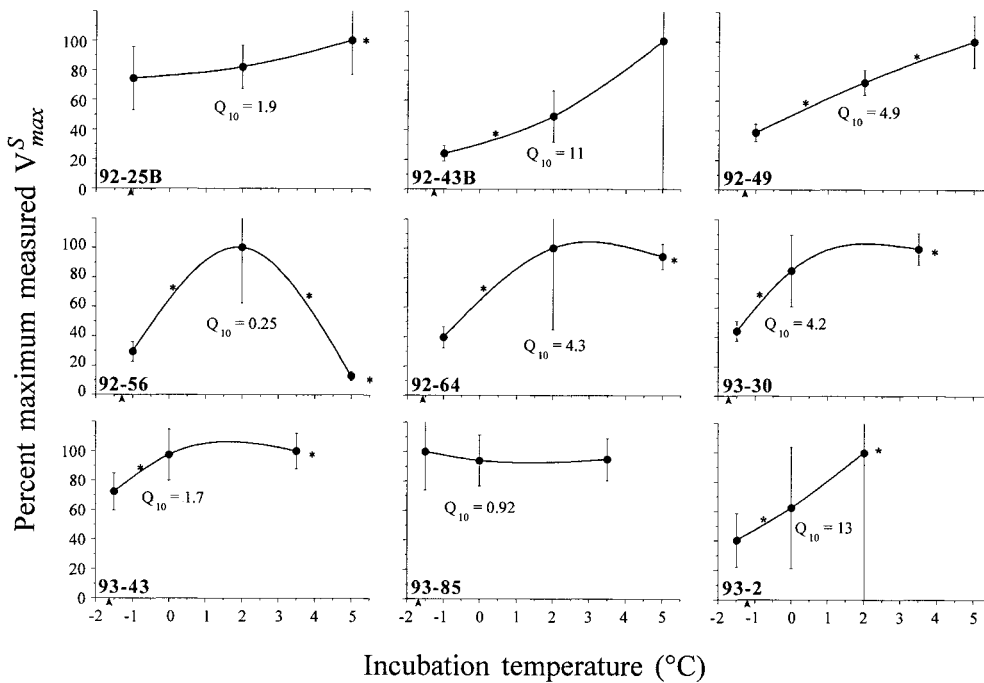 Percent maximum measured V^S_max
100
80
60
40
20
0
*
Q10 = 1.9
92-25B
*
Q10 = 11
92-43B
*
*
Q10 = 4.9
92-49
100
80
60
40
20
0
*
*
Q10 = 0.25
*
92-56
*
*
Q10 = 4.3
92-64
*
*
Q10 = 4.2
93-30
100
80
60
40
20
0
*
*
Q10 = 1.7
93-43
Q10 = 0.92
93-85
*
*
Q10 = 13
93-2
-2 -1 0 1 2 3 4 5
-2 -1 0 1 2 3 4 5
-2 -1 0 1 2 3 4 5
Incubation temperature (°C)